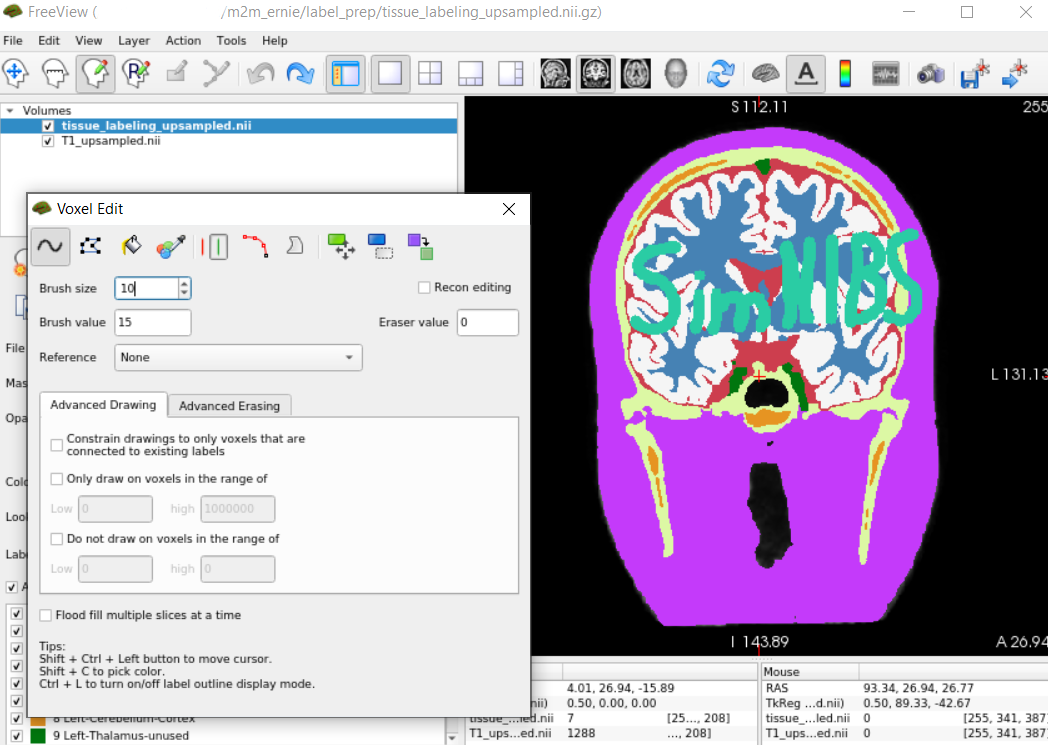 FreeView ( /m2m_ernie/label_prep/tissue_labeling_upsampled.nii.gz)
File Edit View Layer Action Tools Help
Volumes
tissue_labeling_upsampled.nii
T1_upsampled.nii
S 112.11
255
Voxel Edit
Brush size 10
Recon editing
Brush value 15
Eraser value 0
Reference None
SimNIBS
File
Mas
Opa
Colo
Look
Labe
Advanced Drawing Advanced Erasing
L 131.13
Constrain drawings to only voxels that are
connected to existing labels
Only draw on voxels in the range of
Low 0 high 1000000
Do not draw on voxels in the range of
Low 0 high 0
Flood fill multiple slices at a time
Tips:
Shift + Ctrl + Left button to move cursor.
Shift + C to pick color.
Ctrl + L to turn on/off label outline display mode.
I 143.89
A 26.94
8 Left-Cerebellum-Cortex
9 Left-Thalamus-unused
4.01, 26.94, -15.89
nii) 0.50, 0.00, 0.00
tissue_...led.nii 7 [25..., 208]
T1_ups...ed.nii 1288 ..., 208]
Mouse
RAS 93.34, 26.94, 26.77
TkReg ...d.nii) 0.50, 89.33, -42.67
tissue_...led.nii 0 [255, 341, 387]
T1_ups...ed.nii 0 [255, 341, 387]